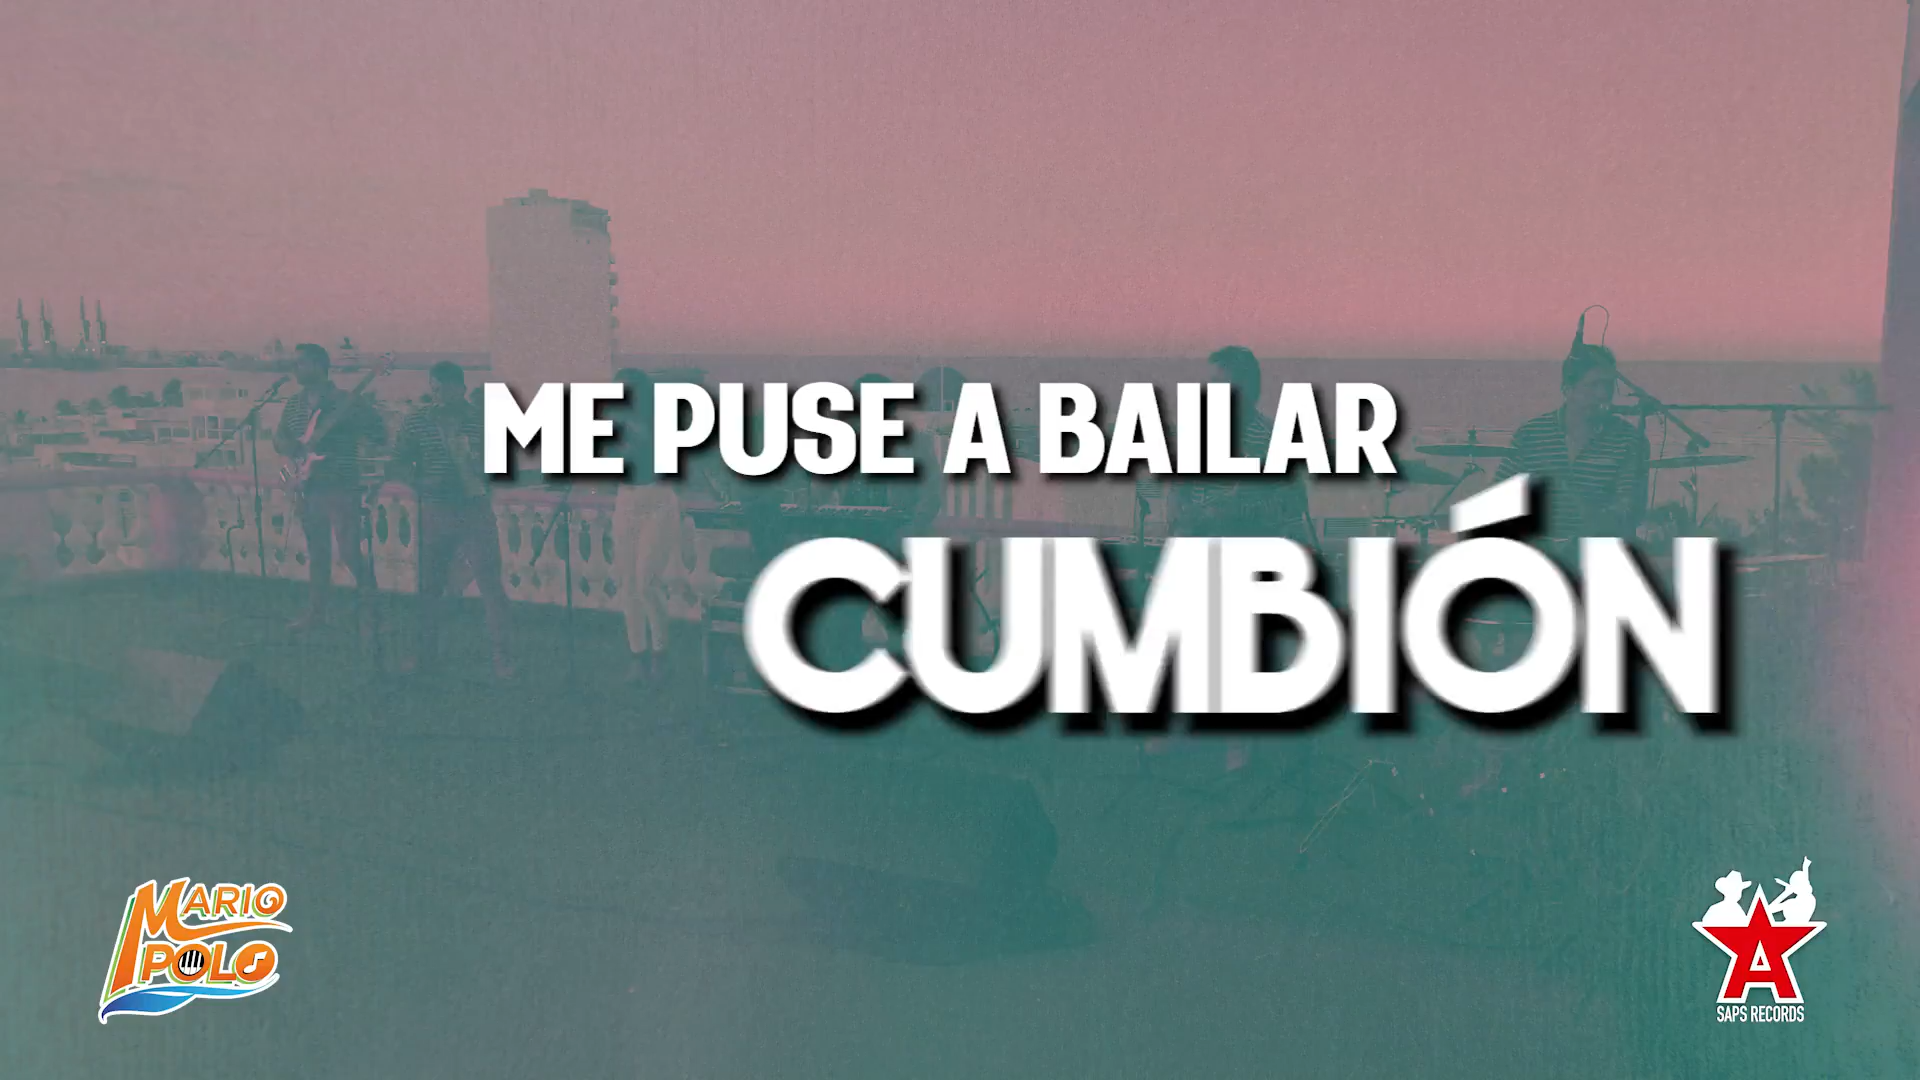 ME PUSE A BAILAR
CUMBIÓN
MARIO
POLO
A
SAPS RECORDS